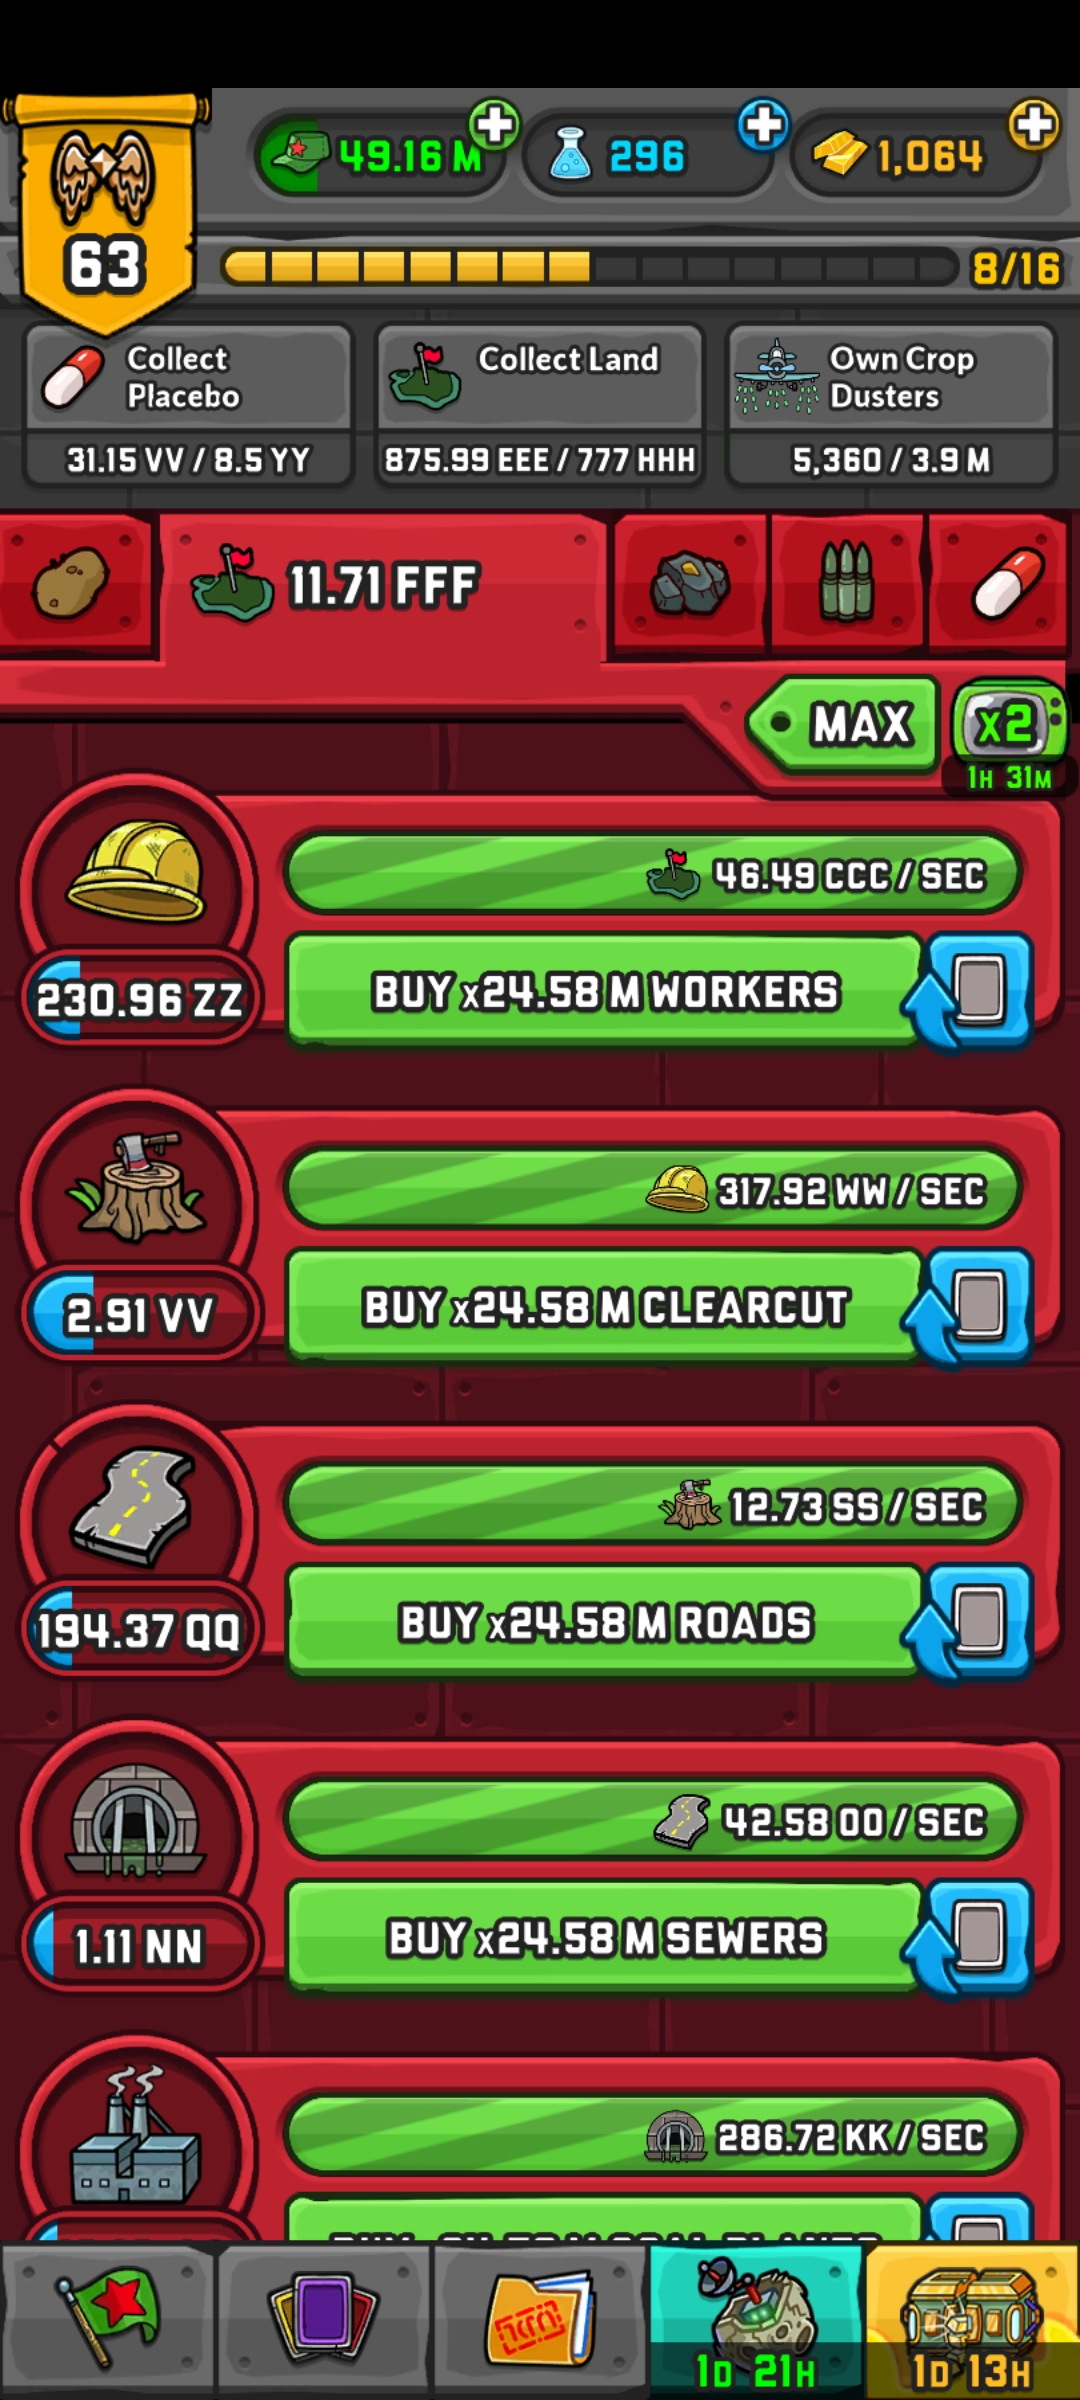 49.16 M
296
1,064
63
8/16
Collect
Placebo
31.15 VV / 8.5 YY
Collect Land
875.99 EEE / 777 HHH
Own Crop
Dusters
5,360 / 3.9 M
11.71 FFF
MAX
x2
1H 31M
46.49 CCC / SEC
230.96 ZZ
BUY x24.58 M WORKERS
317.92 WW / SEC
2.91 VV
BUY x24.58 M CLEARCUT
12.73 SS / SEC
194.37 QQ
BUY x24.58 M ROADS
42.58 OO / SEC
1.11 NN
BUY x24.58 M SEWERS
286.72 KK / SEC
1D 21H
1D 13H